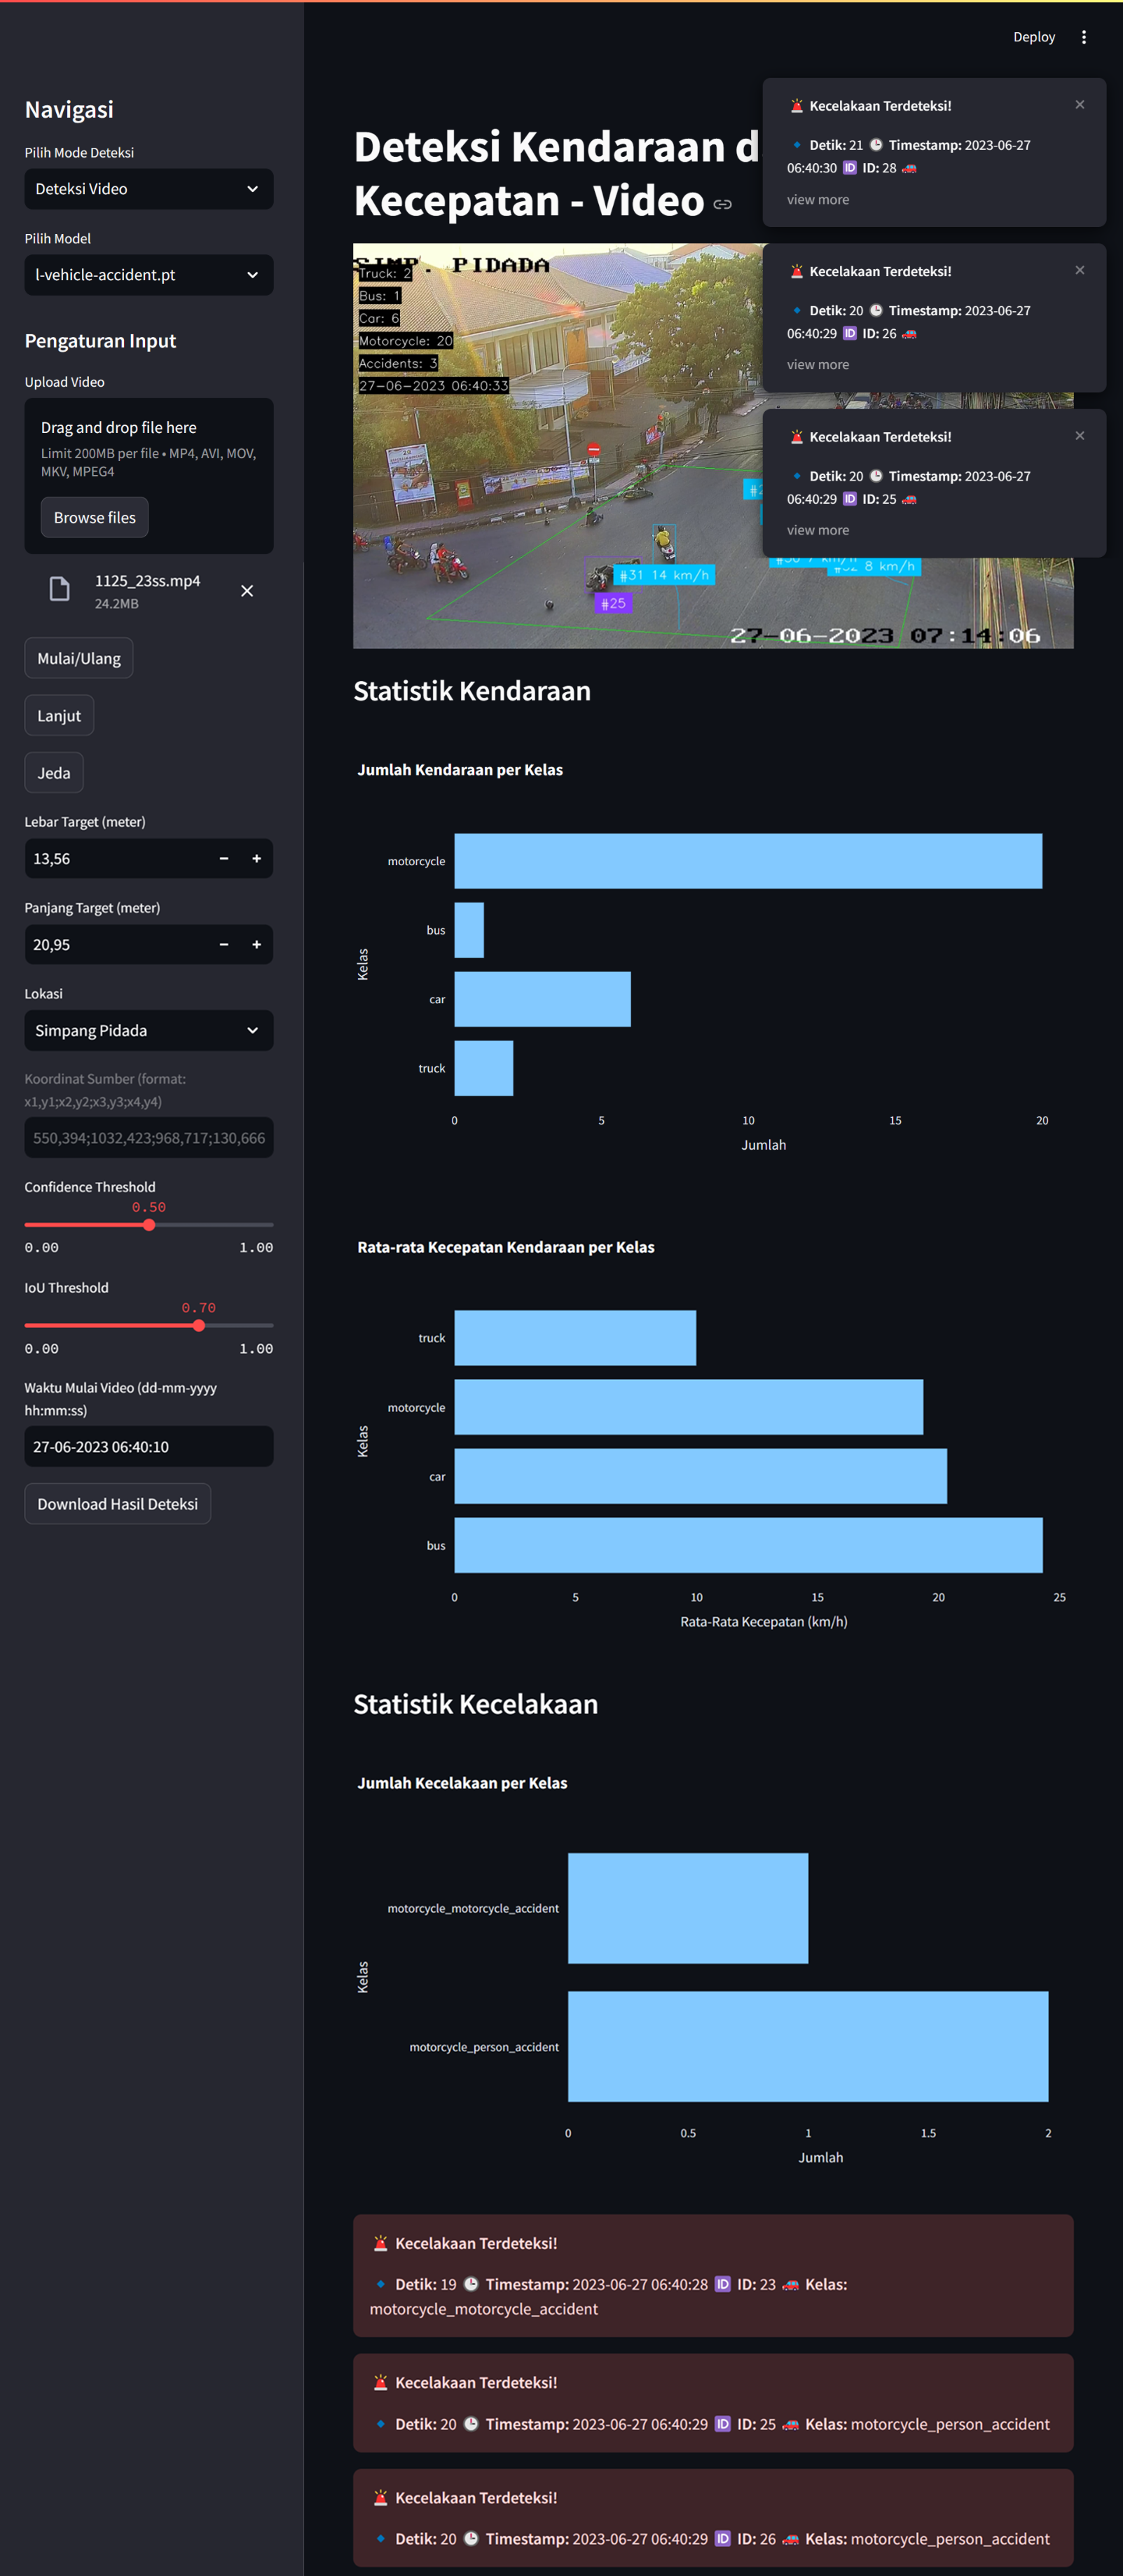 Deploy
Navigasi
Pilih Mode Deteksi
Deteksi Video
Pilih Model
l-vehicle-accident.pt
Pengaturan Input
Upload Video
Drag and drop file here
Limit 200MB per file • MP4, AVI, MOV,
MKV, MPEG4
Browse files
1125_23ss.mp4
24.2MB
Mulai/Ulang
Lanjut
Jeda
Lebar Target (meter)
13,56
Panjang Target (meter)
20,95
Lokasi
Simpang Pidada
Koordinat Sumber (format:
x1,y1;x2,y2;x3,y3;x4,y4)
550,394;1032,423;968,717;130,666
Confidence Threshold
0.50
0.00 1.00
IoU Threshold
0.70
0.00 1.00
Waktu Mulai Video (dd-mm-yyyy
hh:mm:ss)
27-06-2023 06:40:10
Download Hasil Deteksi
Deteksi Kendaraan d
Kecepatan - Video
🚨 Kecelakaan Terdeteksi!
🔹 Detik: 21 🕒 Timestamp: 2023-06-27
06:40:30 🆔 ID: 28 🚗
view more
🚨 Kecelakaan Terdeteksi!
🔹 Detik: 20 🕒 Timestamp: 2023-06-27
06:40:29 🆔 ID: 26 🚗
view more
🚨 Kecelakaan Terdeteksi!
🔹 Detik: 20 🕒 Timestamp: 2023-06-27
06:40:29 🆔 ID: 25 🚗
view more
SIMP. PIDADA
Truck: 2
Bus: 1
Car: 6
Motorcycle: 20
Accidents: 3
27-06-2023 06:40:33
#31 14 km/h
8 km/h
#25
27-06-2023 07:14:06
Statistik Kendaraan
Jumlah Kendaraan per Kelas
Kelas
motorcycle
bus
car
truck
0 5 10 15 20
Jumlah
Rata-rata Kecepatan Kendaraan per Kelas
Kelas
truck
motorcycle
car
bus
0 5 10 15 20 25
Rata-Rata Kecepatan (km/h)
Statistik Kecelakaan
Jumlah Kecelakaan per Kelas
Kelas
motorcycle_motorcycle_accident
motorcycle_person_accident
0 0.5 1 1.5 2
Jumlah
🚨 Kecelakaan Terdeteksi!
🔹 Detik: 19 🕒 Timestamp: 2023-06-27 06:40:28 🆔 ID: 23 🚗 Kelas:
motorcycle_motorcycle_accident
🚨 Kecelakaan Terdeteksi!
🔹 Detik: 20 🕒 Timestamp: 2023-06-27 06:40:29 🆔 ID: 25 🚗 Kelas: motorcycle_person_accident
🚨 Kecelakaan Terdeteksi!
🔹 Detik: 20 🕒 Timestamp: 2023-06-27 06:40:29 🆔 ID: 26 🚗 Kelas: motorcycle_person_accident